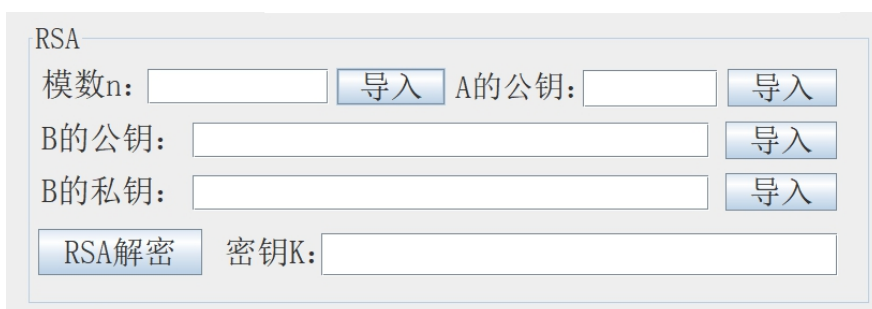 RSA
模数n: 导入 A的公钥: 导入
B的公钥: 导入
B的私钥: 导入
RSA解密 密钥K: